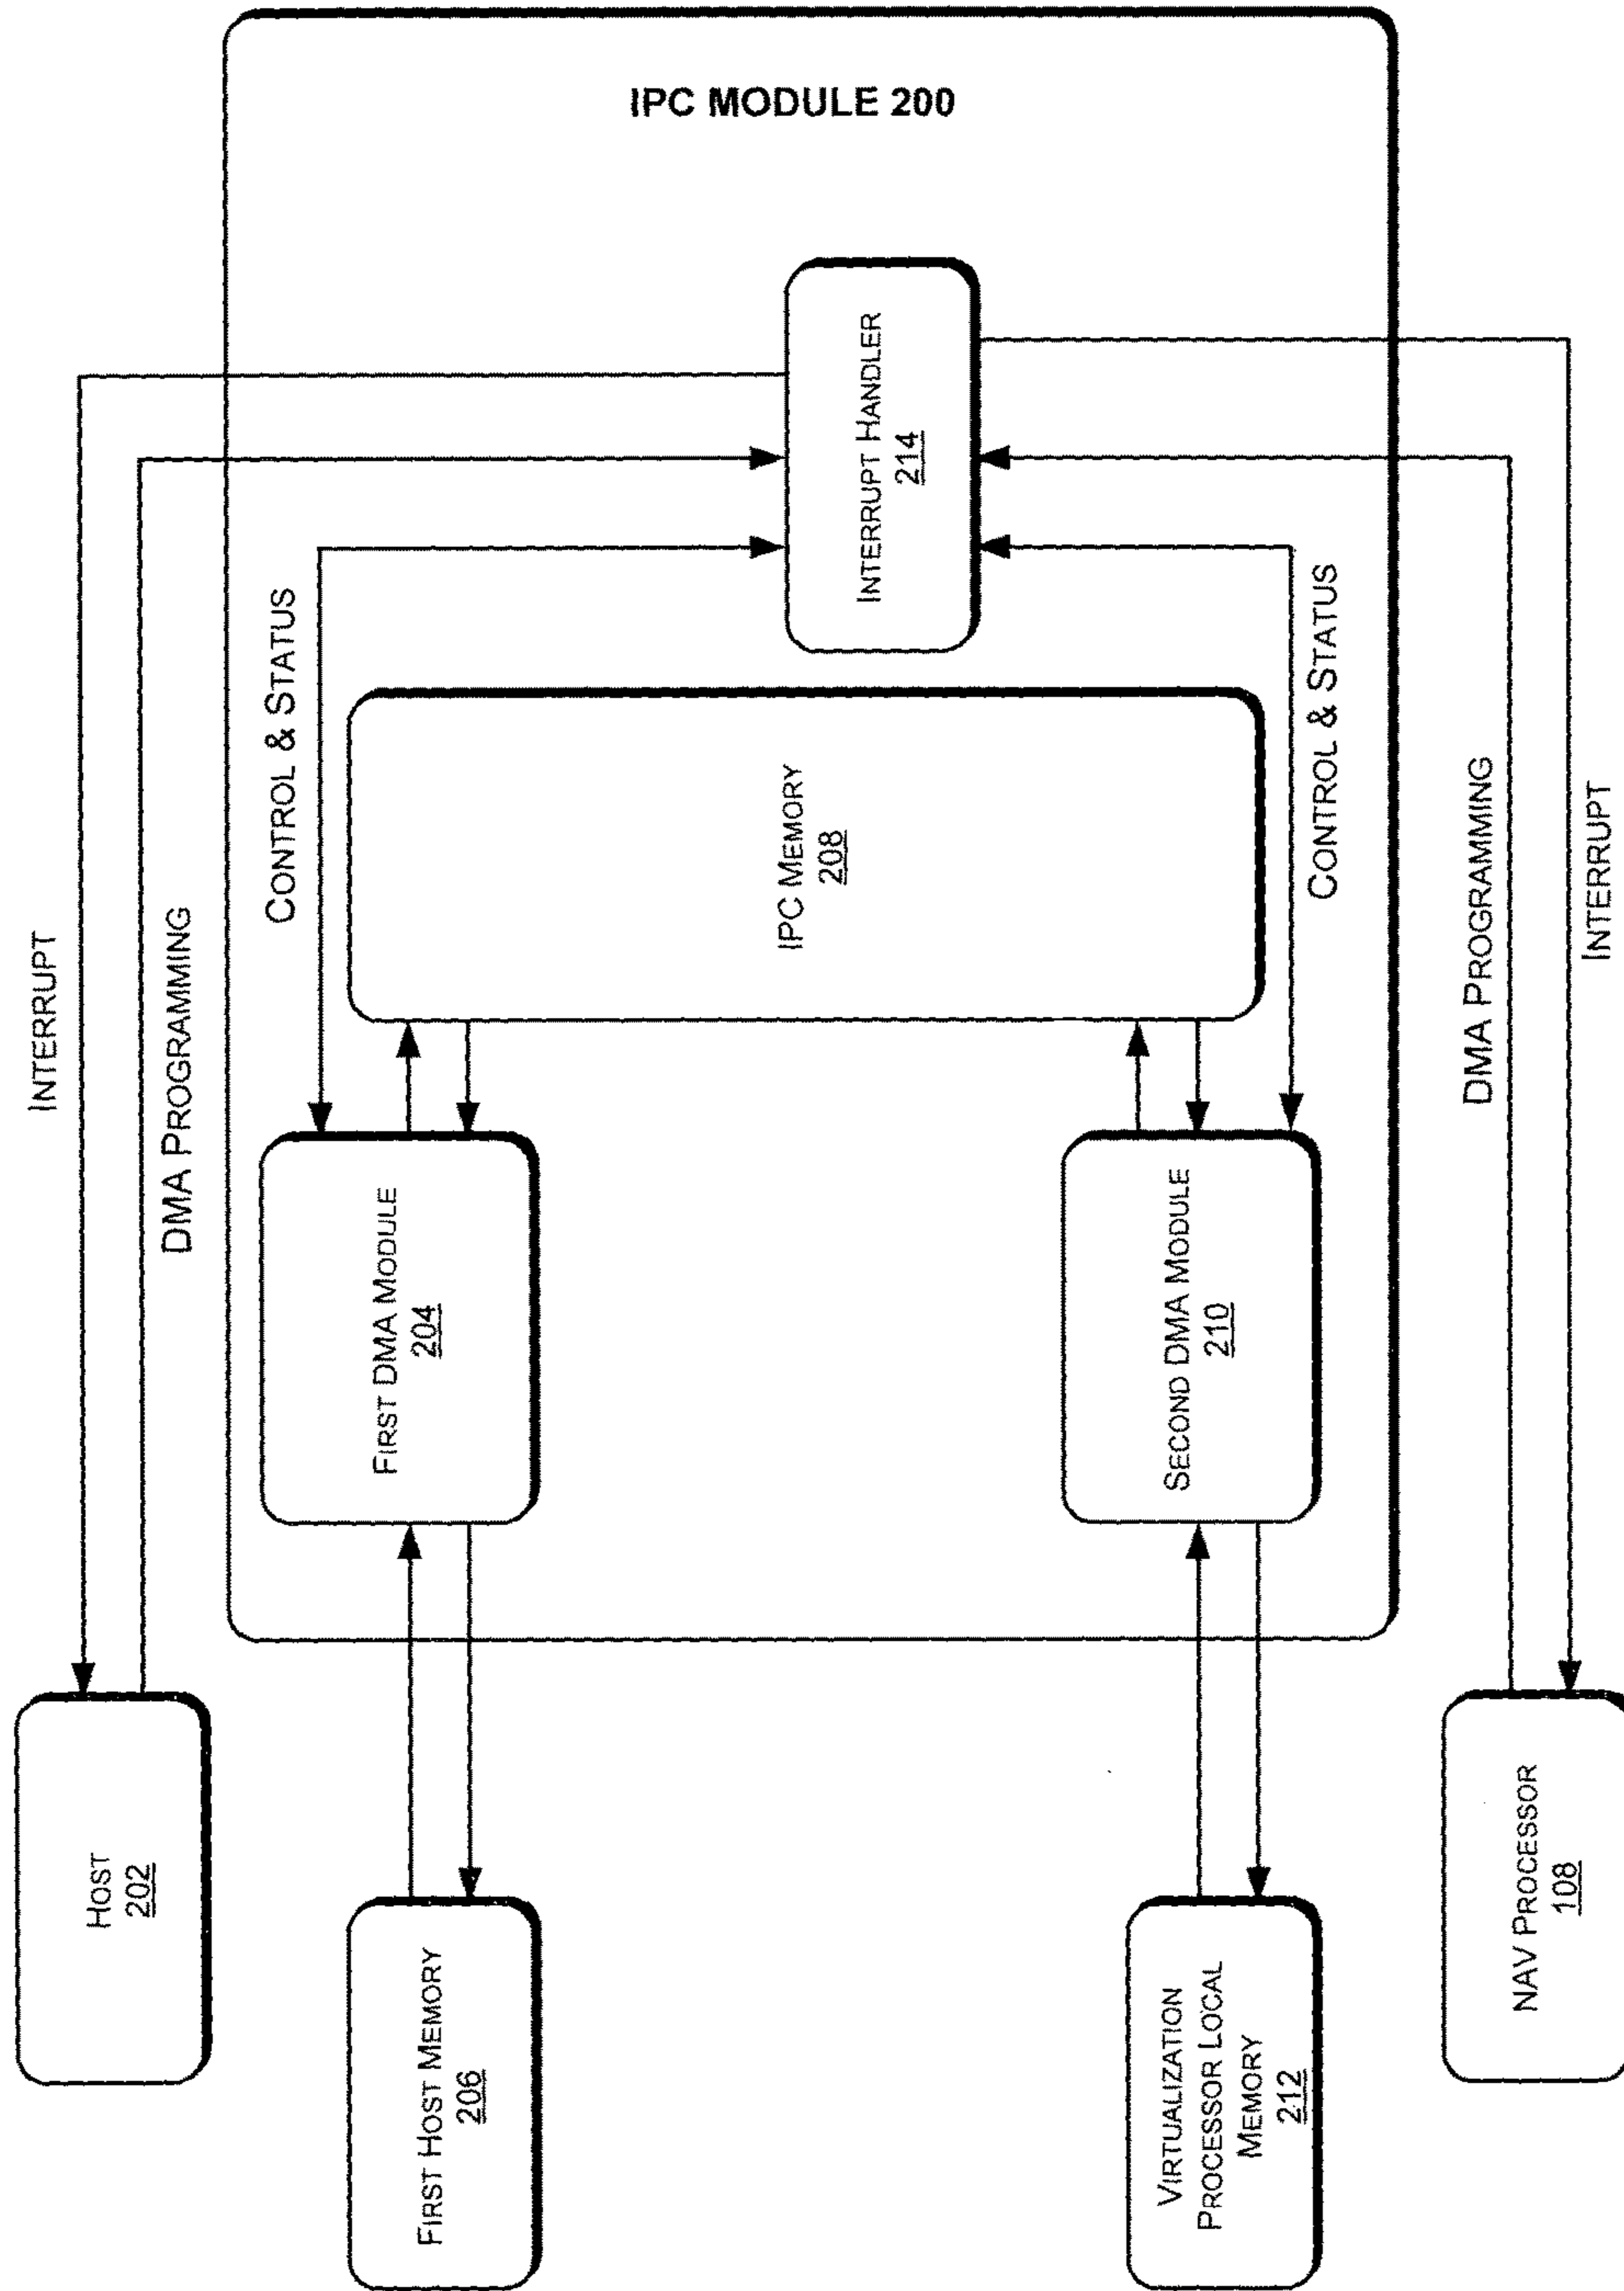 IPC MODULE 200
INTERRUPT
DMA PROGRAMMING
CONTROL & STATUS
HOST
202
FIRST HOST MEMORY
206
FIRST DMA MODULE
204
IPC MEMORY
208
INTERRUPT HANDLER
214
SECOND DMA MODULE
210
VIRTUALIZATION
PROCESSOR LOCAL
MEMORY
212
NAV PROCESSOR
108
CONTROL & STATUS
DMA PROGRAMMING
INTERRUPT